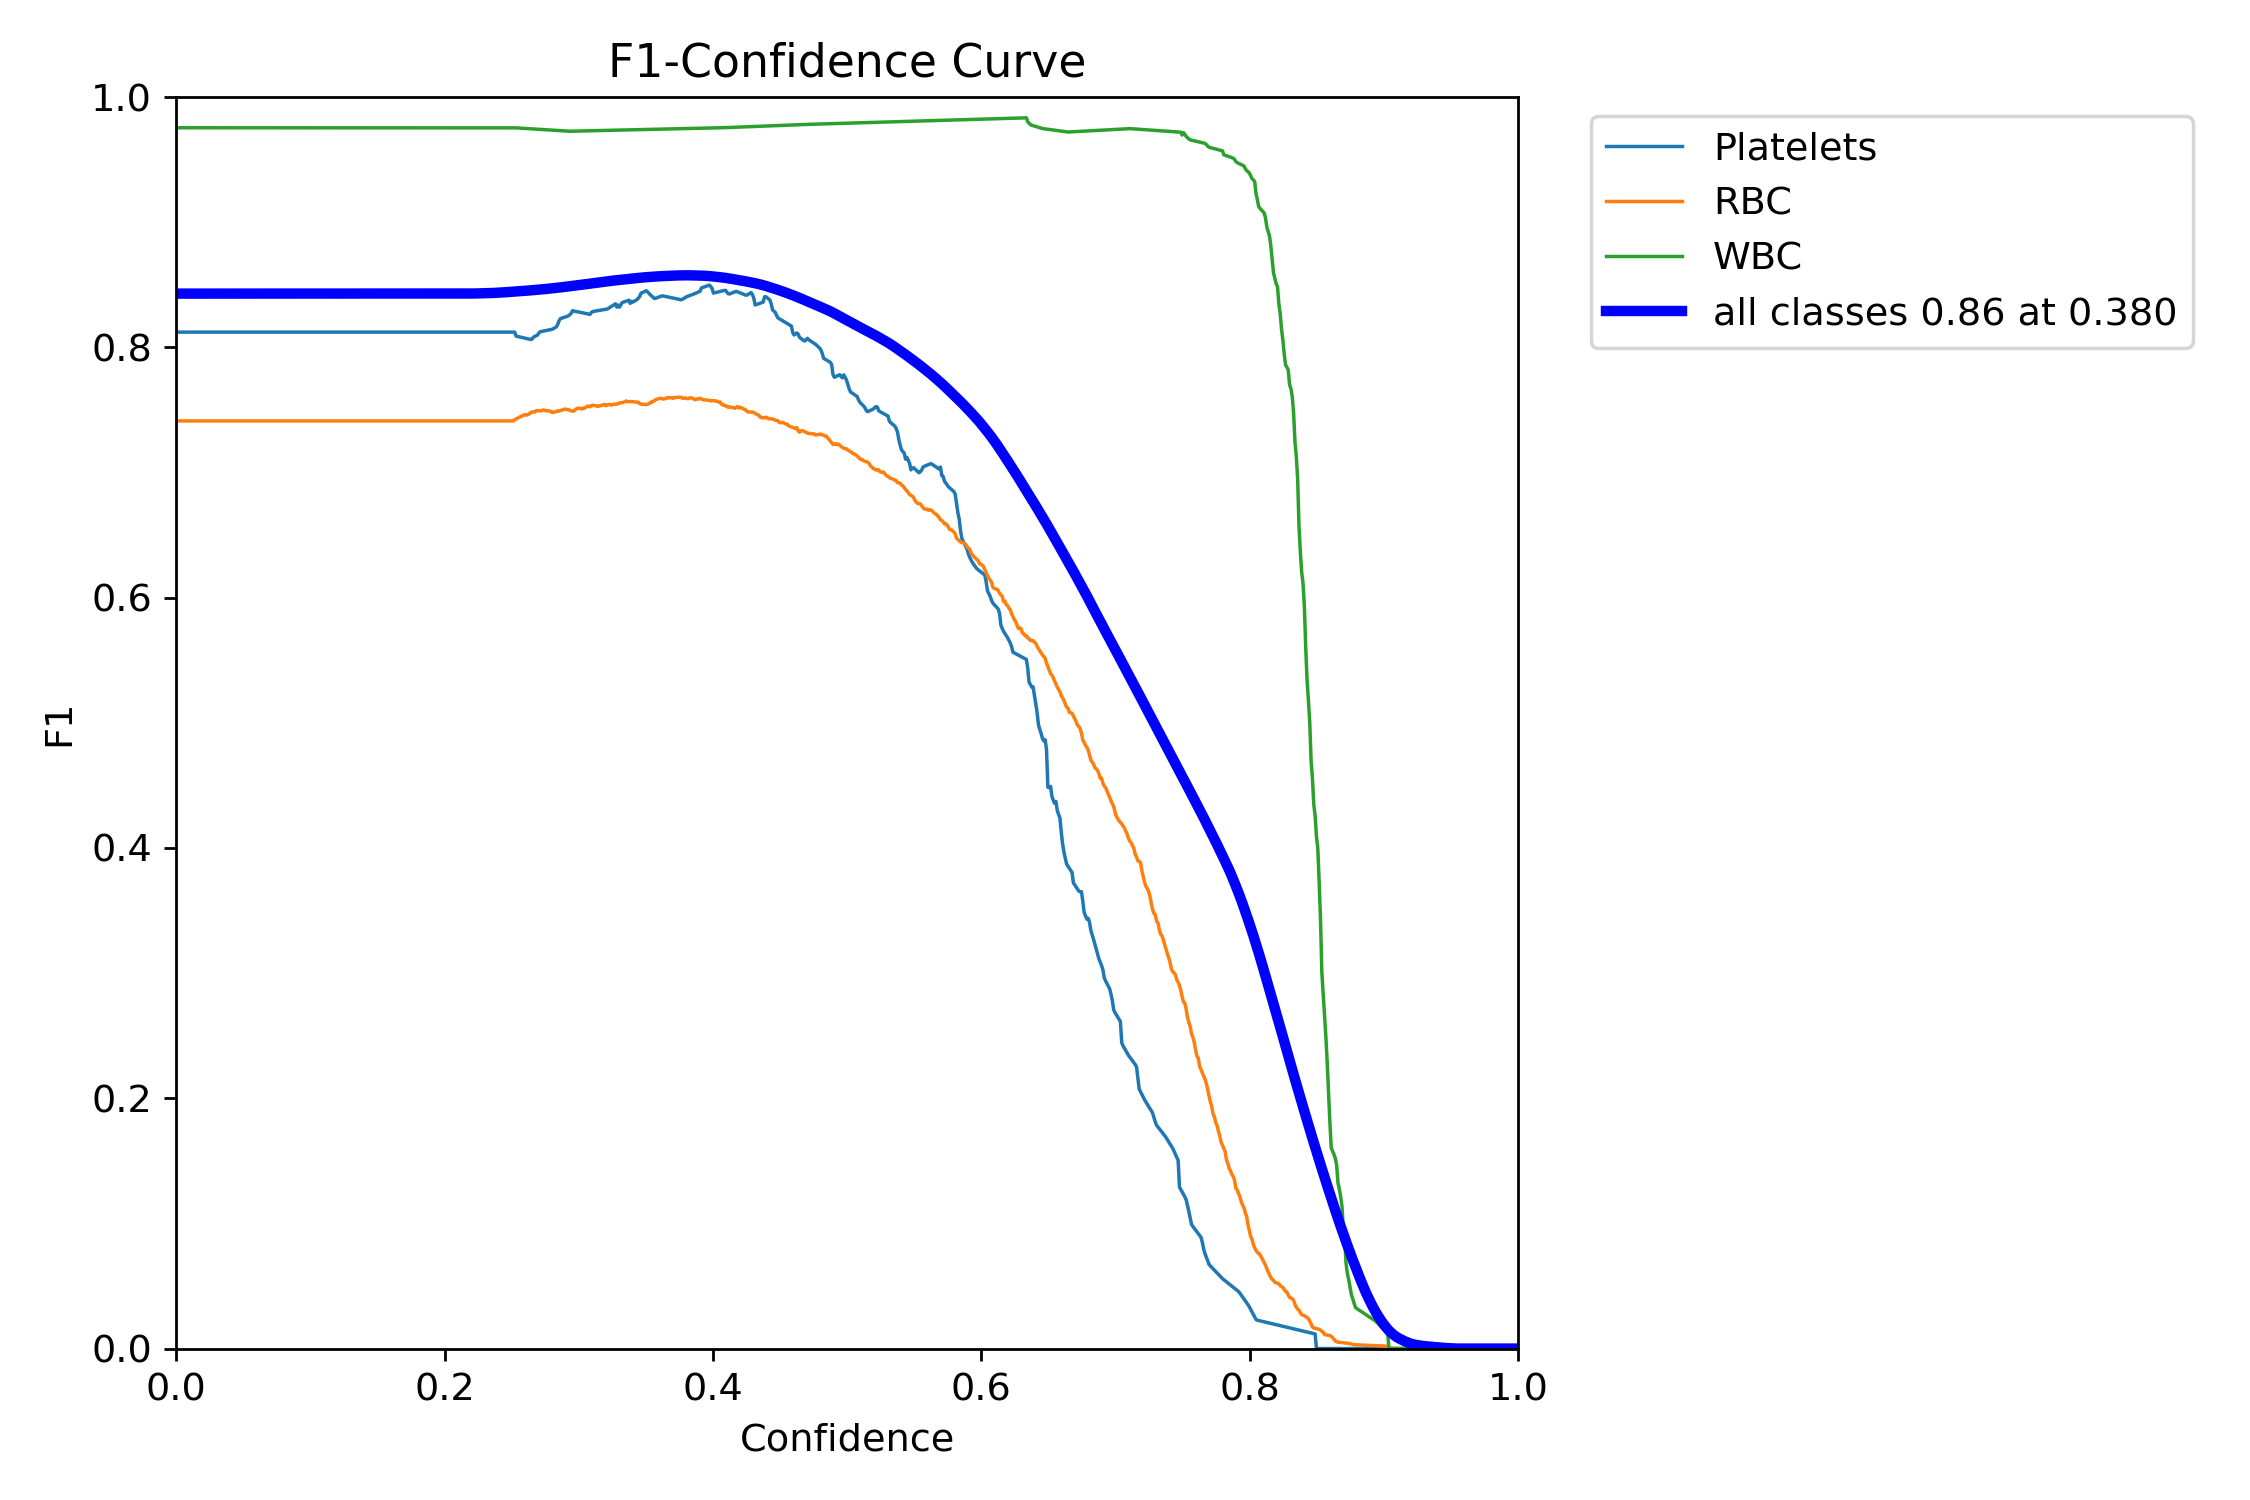 F1-Confidence Curve
1.0
0.8
0.6
0.4
0.2
0.0
F1
0.0 0.2 0.4 0.6 0.8 1.0
Confidence
Platelets
RBC
WBC
all classes 0.86 at 0.380